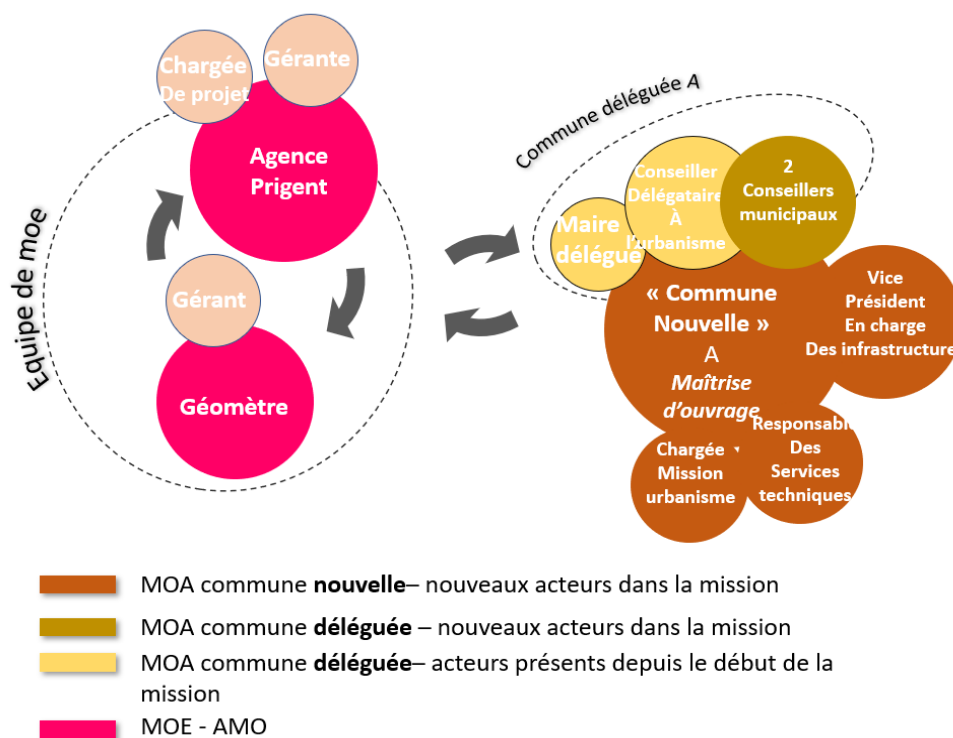 Chargée
De projet
Gérante
Agence
Prigent
Equipe de moe
Gérant
Géomètre
Commune déléguée A
Maire
délégué
Conseiller
Délégataire
À
l'urbanisme
2
Conseillers
municipaux
« Commune
Nouvelle »
A
Maîtrise
d'ouvrage
Vice
Président
En charge
Des infrastructure
Chargée
Mission
urbanisme
Responsable
Des
Services
techniques
MOA commune nouvelle– nouveaux acteurs dans la mission
MOA commune déléguée – nouveaux acteurs dans la mission
MOA commune déléguée– acteurs présents depuis le début de la
mission
MOE - AMO